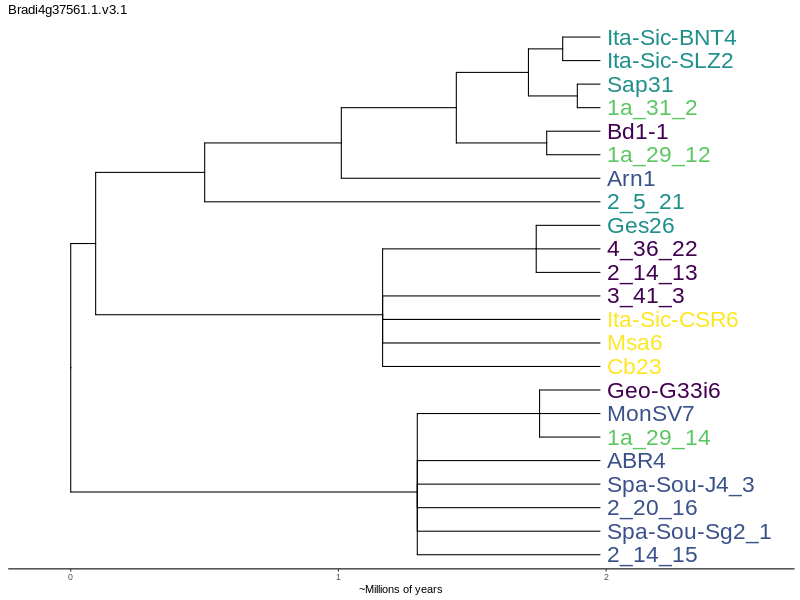 Bradi4g37561.1.v3.1
Ita-Sic-BNT4
Ita-Sic-SLZ2
Sap31
1a_31_2
Bd1-1
1a_29_12
Arn1
2_5_21
Ges26
4_36_22
2_14_13
3_41_3
Ita-Sic-CSR6
Msa6
Cb23
Geo-G33i6
MonSV7
1a_29_14
ABR4
Spa-Sou-J4_3
2_20_16
Spa-Sou-Sg2_1
2_14_15
0 1 2
~Millions of years